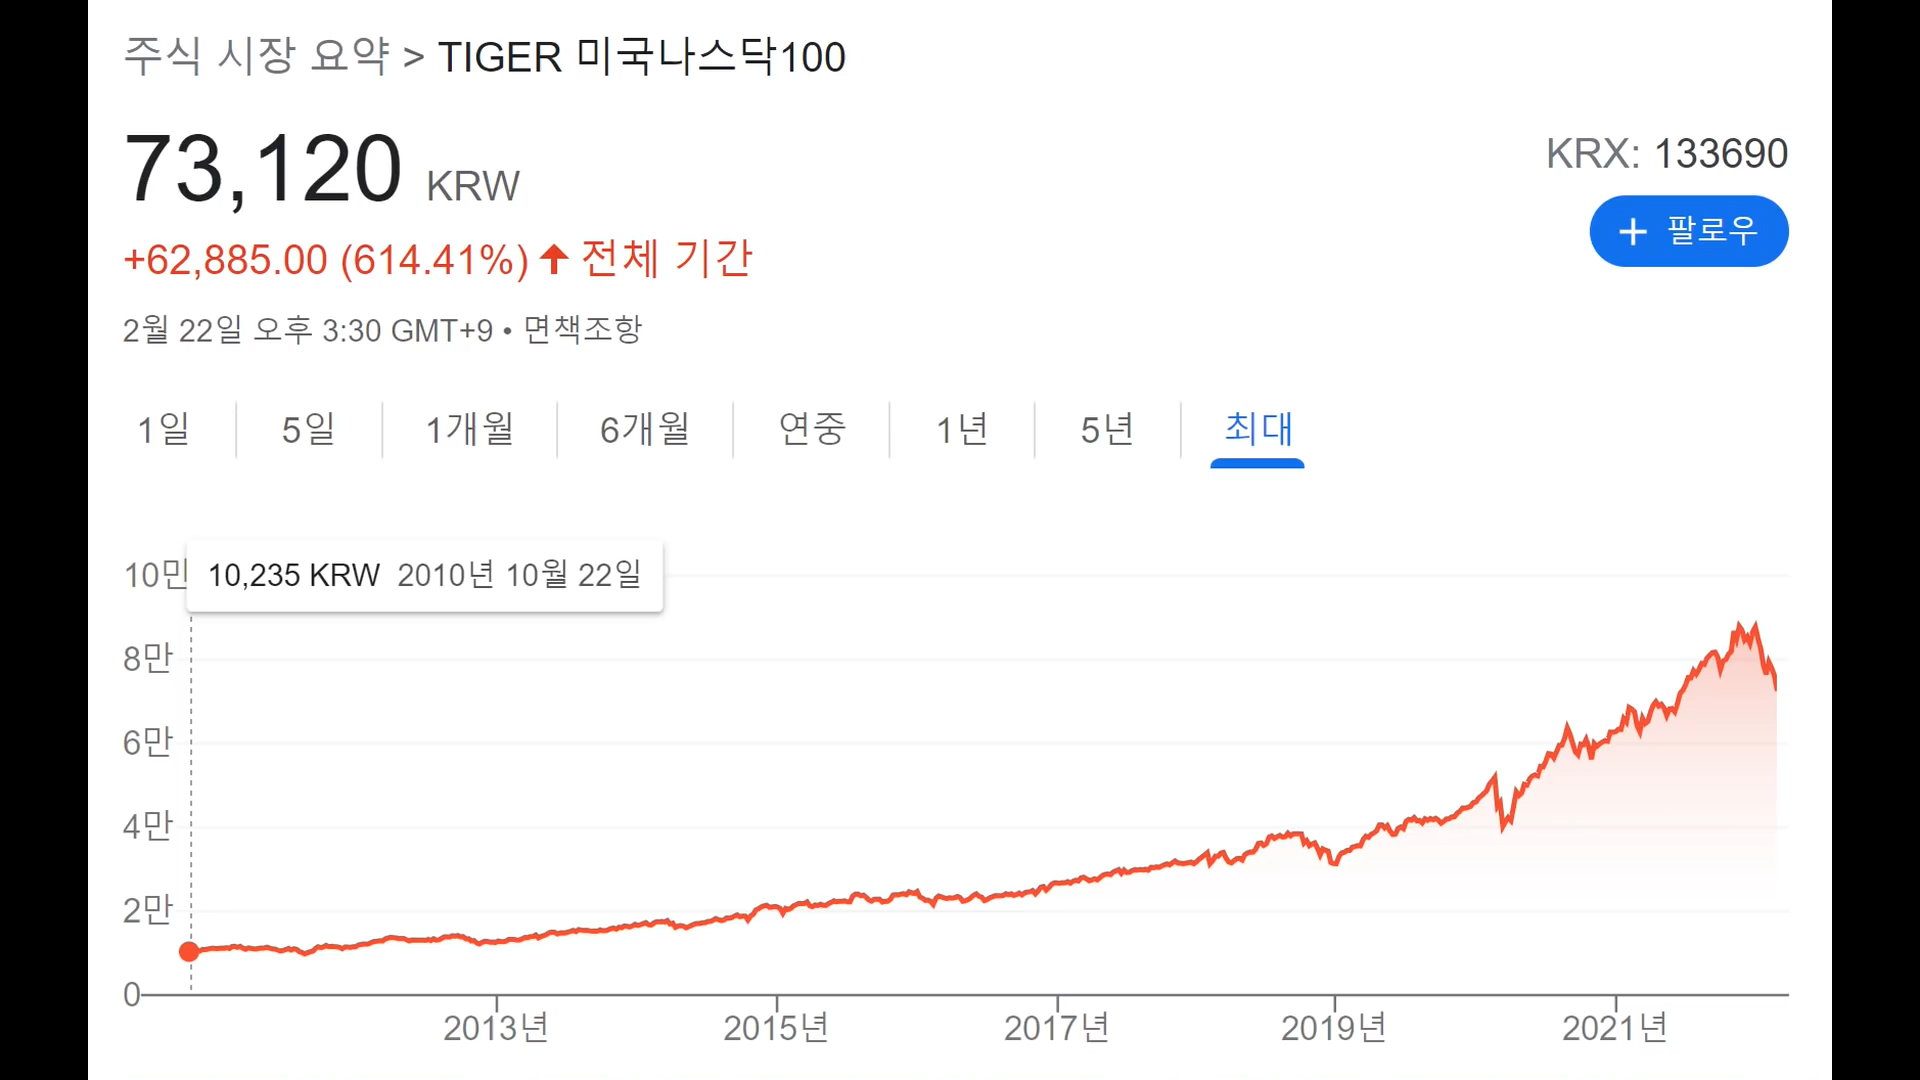 주식 시장 요약 > TIGER 미국나스닥100
73,120 KRW
KRX: 133690
+ 팔로우
+62,885.00 (614.41%) ↑ 전체 기간
2월 22일 오후 3:30 GMT+9 • 면책조항
1일 5일 1개월 6개월 연중 1년 5년 최대
10만
10,235 KRW 2010년 10월 22일
8만
6만
4만
2만
0
2013년 2015년 2017년 2019년 2021년